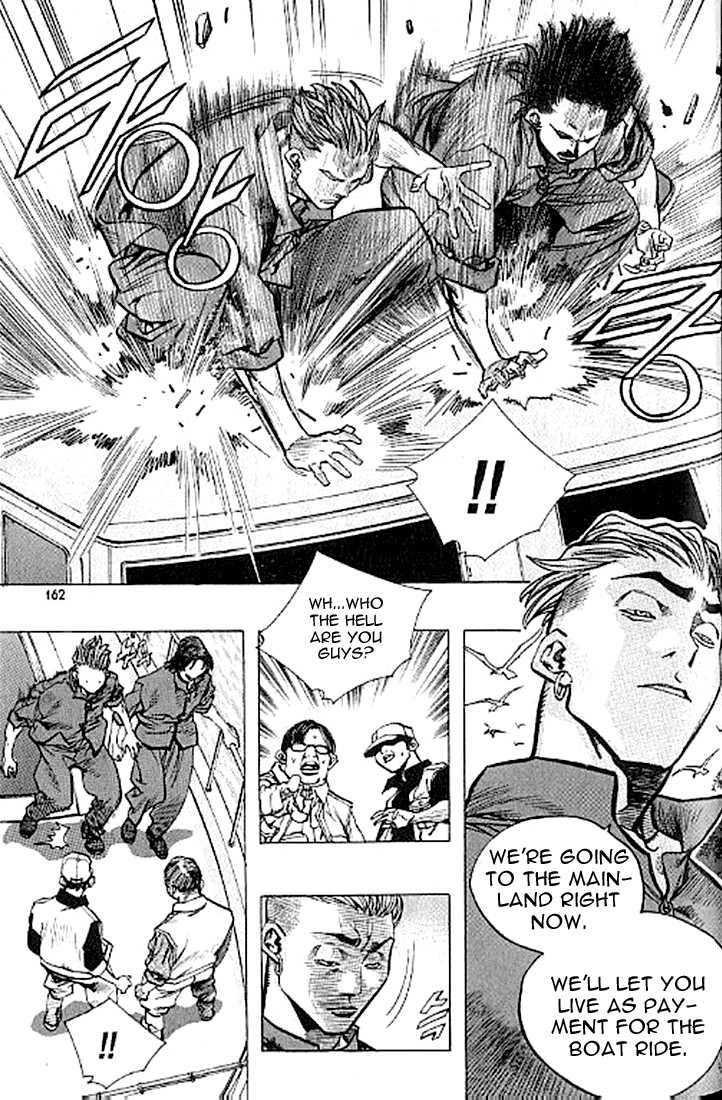 !!
162
!!
WH...WHO
THE HELL
ARE YOU
GUYS?
WE'RE GOING
TO THE MAIN-
LAND RIGHT
NOW.
WE'LL LET YOU
LIVE AS PAY-
MENT FOR THE
BOAT RIDE.